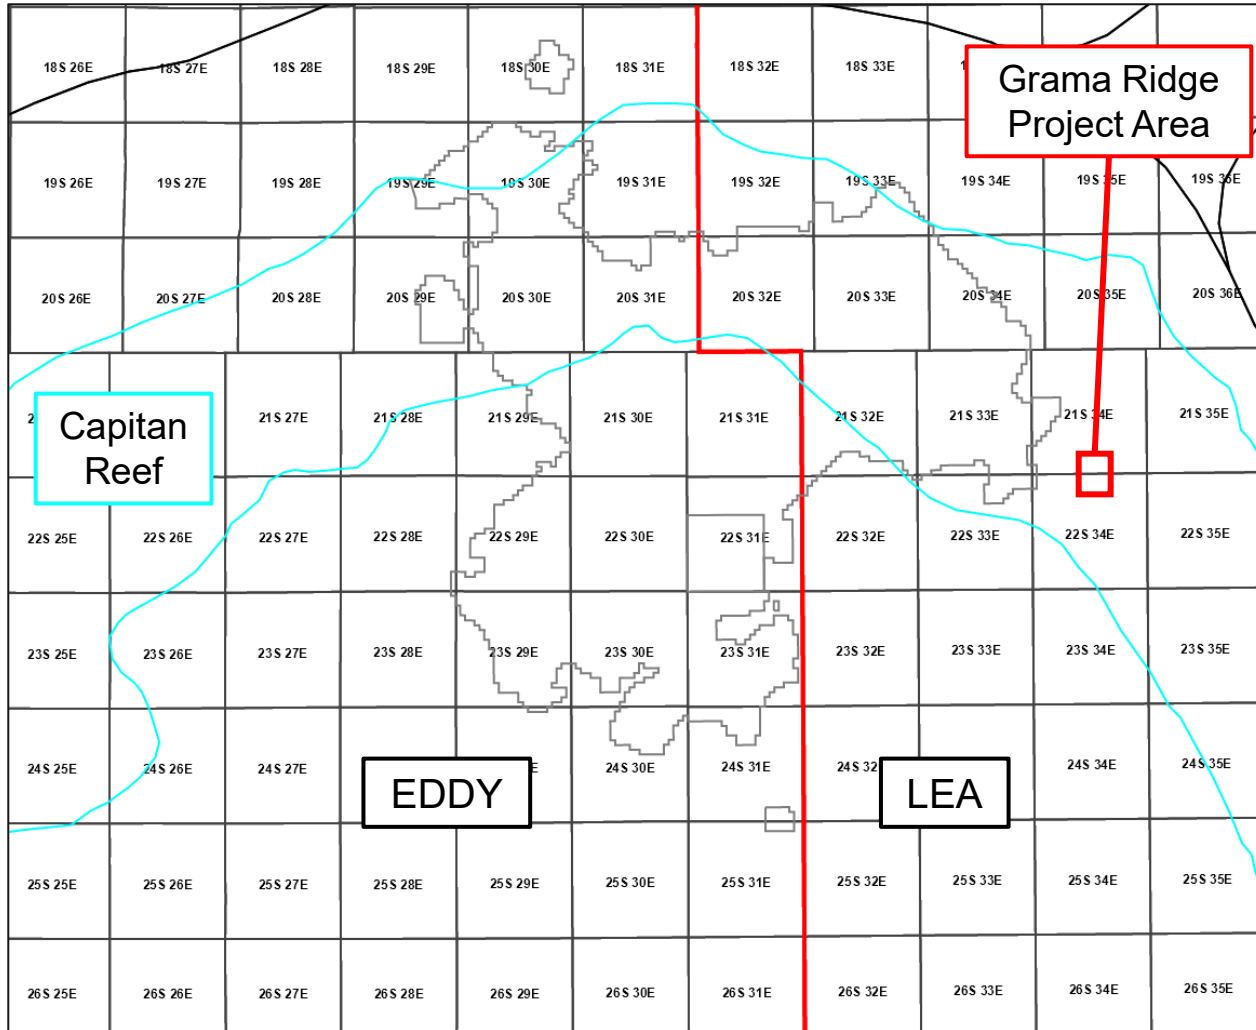 18S 26E
18S 27E
18S 28E
18S 29E
18S 30E
18S 31E
18S 32E
18S 33E
Grama Ridge
Project Area
19S 26E
19S 27E
19S 28E
19S 29E
19S 30E
19S 31E
19S 32E
19S 33E
19S 34E
19S 35E
19S 36E
20S 26E
20S 27E
20S 28E
20S 29E
20S 30E
20S 31E
20S 32E
20S 33E
20S 34E
20S 35E
20S 36E
Capitan
Reef
21S 27E
21S 28E
21S 29E
21S 30E
21S 31E
21S 32E
21S 33E
21S 34E
21S 35E
22S 25E
22S 26E
22S 27E
22S 28E
22S 29E
22S 30E
22S 31E
22S 32E
22S 33E
22S 34E
22S 35E
23S 25E
23S 26E
23S 27E
23S 28E
23S 29E
23S 30E
23S 31E
23S 32E
23S 33E
23S 34E
23S 35E
24S 25E
24S 26E
24S 27E
EDDY
24S 30E
24S 31E
24S 32
LEA
24S 34E
24S 35E
25S 25E
25S 26E
25S 27E
25S 28E
25S 29E
25S 30E
25S 31E
25S 32E
25S 33E
25S 34E
25S 35E
26S 25E
26S 26E
26S 27E
26S 28E
26S 29E
26S 30E
26S 31E
26S 32E
26S 33E
26S 34E
26S 35E